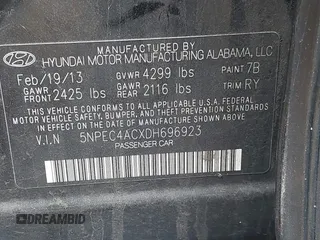 MANUFACTURED BY
HYUNDAI MOTOR MANUFACTURING ALABAMA, LLC
Feb/19/13 GVWR 4299 lbs PAINT 7B
GAWR FRONT 2425 lbs GAWR REAR 2116 lbs TRIM RY
THIS VEHICLE CONFORMS TO ALL APPLICABLE FEDERAL
MOTOR VEHICLE SAFETY, BUMPER, AND THEFT
PREVENTION STANDARDS IN EFFECT ON THE DATE OF
MANUFACTURE SHOWN ABOVE.
V.I.N 5NPEC4ACXDH696923
PASSENGER CAR
DREAMBID